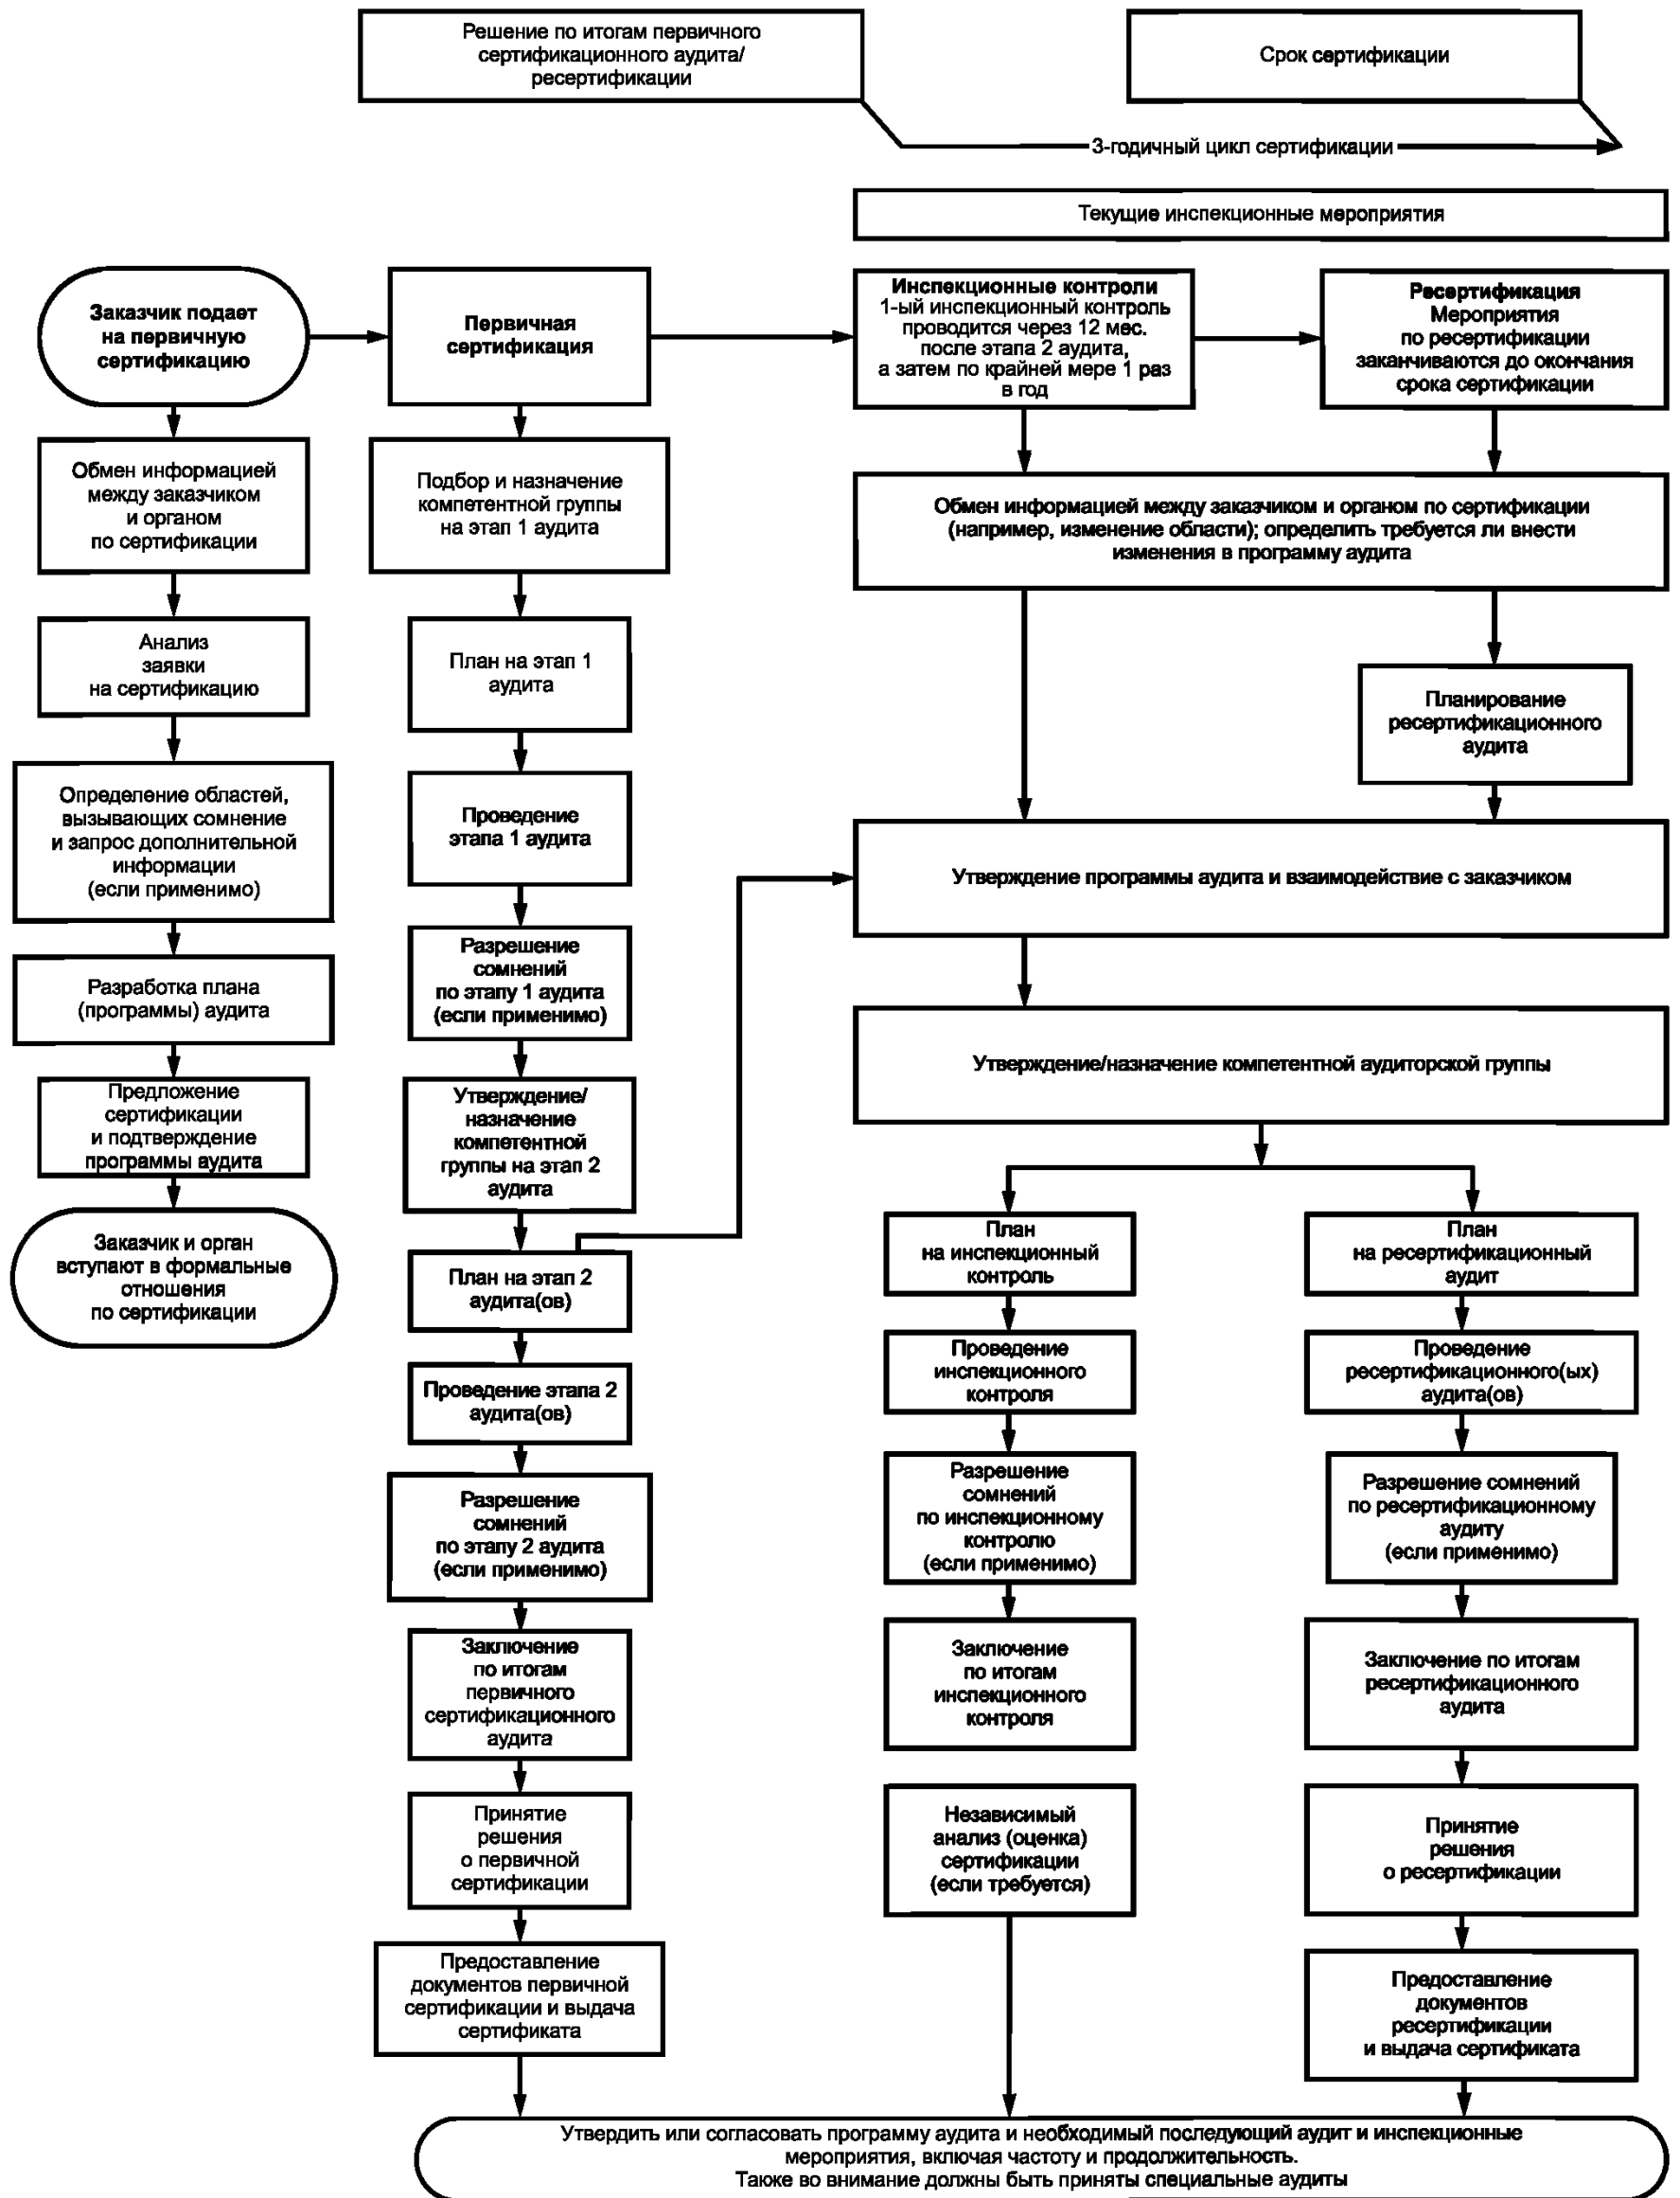 Решение по итогам первичного
сертификационного аудита/
ресертификации
Срок сертификации
3-годичный цикл сертификации
Текущие инспекционные мероприятия
Заказчик подает
на первичную
сертификацию
Первичная
сертификация
Инспекционные контроли
1-ый инспекционный контроль
проводится через 12 мес.
после этапа 2 аудита,
а затем по крайней мере 1 раз
в год
Ресертификация
Мероприятия
по ресертификации
заканчиваются до окончания
срока сертификации
Обмен информацией
между заказчиком
и органом
по сертификации
Анализ
заявки
на сертификацию
Определение областей,
вызывающих сомнение
и запрос дополнительной
информации
(если применимо)
Разработка плана
(программы) аудита
Предложение
сертификации
и подтверждение
программы аудита
Заказчик и орган
вступают в формальные
отношения
по сертификации
Подбор и назначение
компетентной группы
на этап 1 аудита
План на этап 1
аудита
Проведение
этапа 1 аудита
Разрешение
сомнений
по этапу 1 аудита
(если применимо)
Утверждение/
назначение
компетентной
группы на этап 2
аудита
План на этап 2
аудита(ов)
Проведение этапа 2
аудита(ов)
Разрешение
сомнений
по этапу 2 аудита
(если применимо)
Заключение
по итогам
первичного
сертификационного
аудита
Принятие
решения
о первичной
сертификации
Предоставление
документов первичной
сертификации и выдача
сертификата
Обмен информацией между заказчиком и органом по сертификации
(например, изменение области); определить требуется ли внести
изменения в программу аудита
Планирование
ресертификационного
аудита
Утверждение программы аудита и взаимодействие с заказчиком
Утверждение/назначение компетентной аудиторской группы
План
на инспекционный
контроль
Проведение
инспекционного
контроля
Разрешение
сомнений
по инспекционному
контролю
(если применимо)
Заключение
по итогам
инспекционного
контроля
Независимый
анализ (оценка)
сертификации
(если требуется)
План
на ресертификационный
аудит
Проведение
ресертификационного(ых)
аудита(ов)
Разрешение сомнений
по ресертификационному
аудиту
(если применимо)
Заключение по итогам
ресертификационного
аудита
Принятие
решения
о ресертификации
Предоставление
документов
ресертификации
и выдача сертификата
Утвердить или согласовать программу аудита и необходимый последующий аудит и инспекционные
мероприятия, включая частоту и продолжительность.
Также во внимание должны быть приняты специальные аудиты